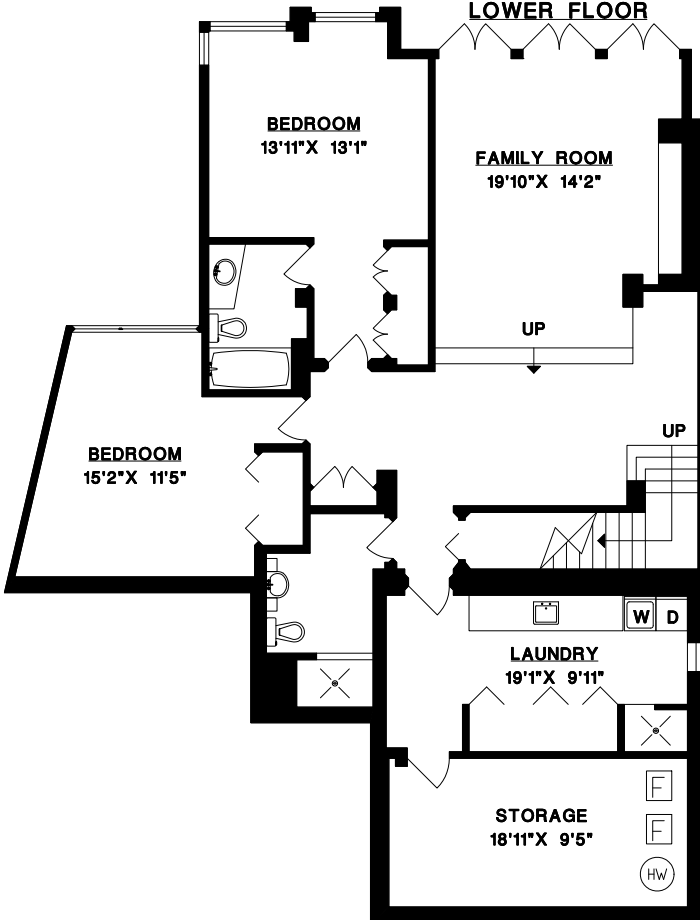 LOWER FLOOR
BEDROOM
13'11"X 13'1"
FAMILY ROOM
19'10"X 14'2"
UP
UP
BEDROOM
15'2"X 11'5"
W D
LAUNDRY
19'1"X 9'11"
STORAGE
18'11"X 9'5"
F
F
HW